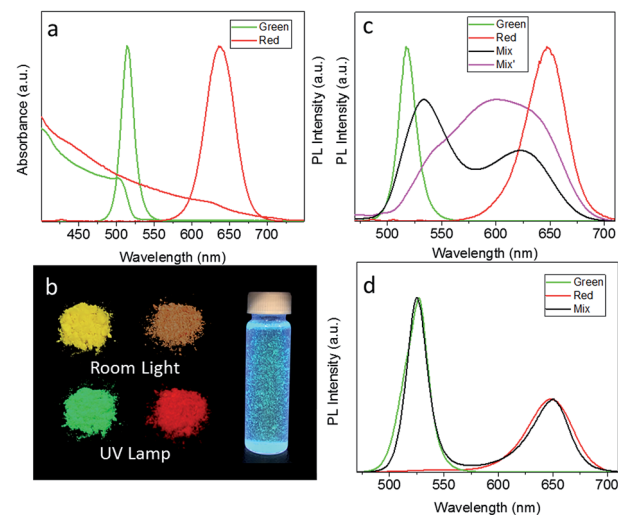 a
Green
Red
Absorbance (a.u.)
PL Intensity (a.u.)
450 500 550 600 650 700
Wavelength (nm)
b
Room Light
UV Lamp
c
Green
Red
Mix
Mix'
PL Intensity (a.u.)
500 550 600 650 700
Wavelength (nm)
d
Green
Red
Mix
PL Intensity (a.u.)
500 550 600 650 700
Wavelength (nm)